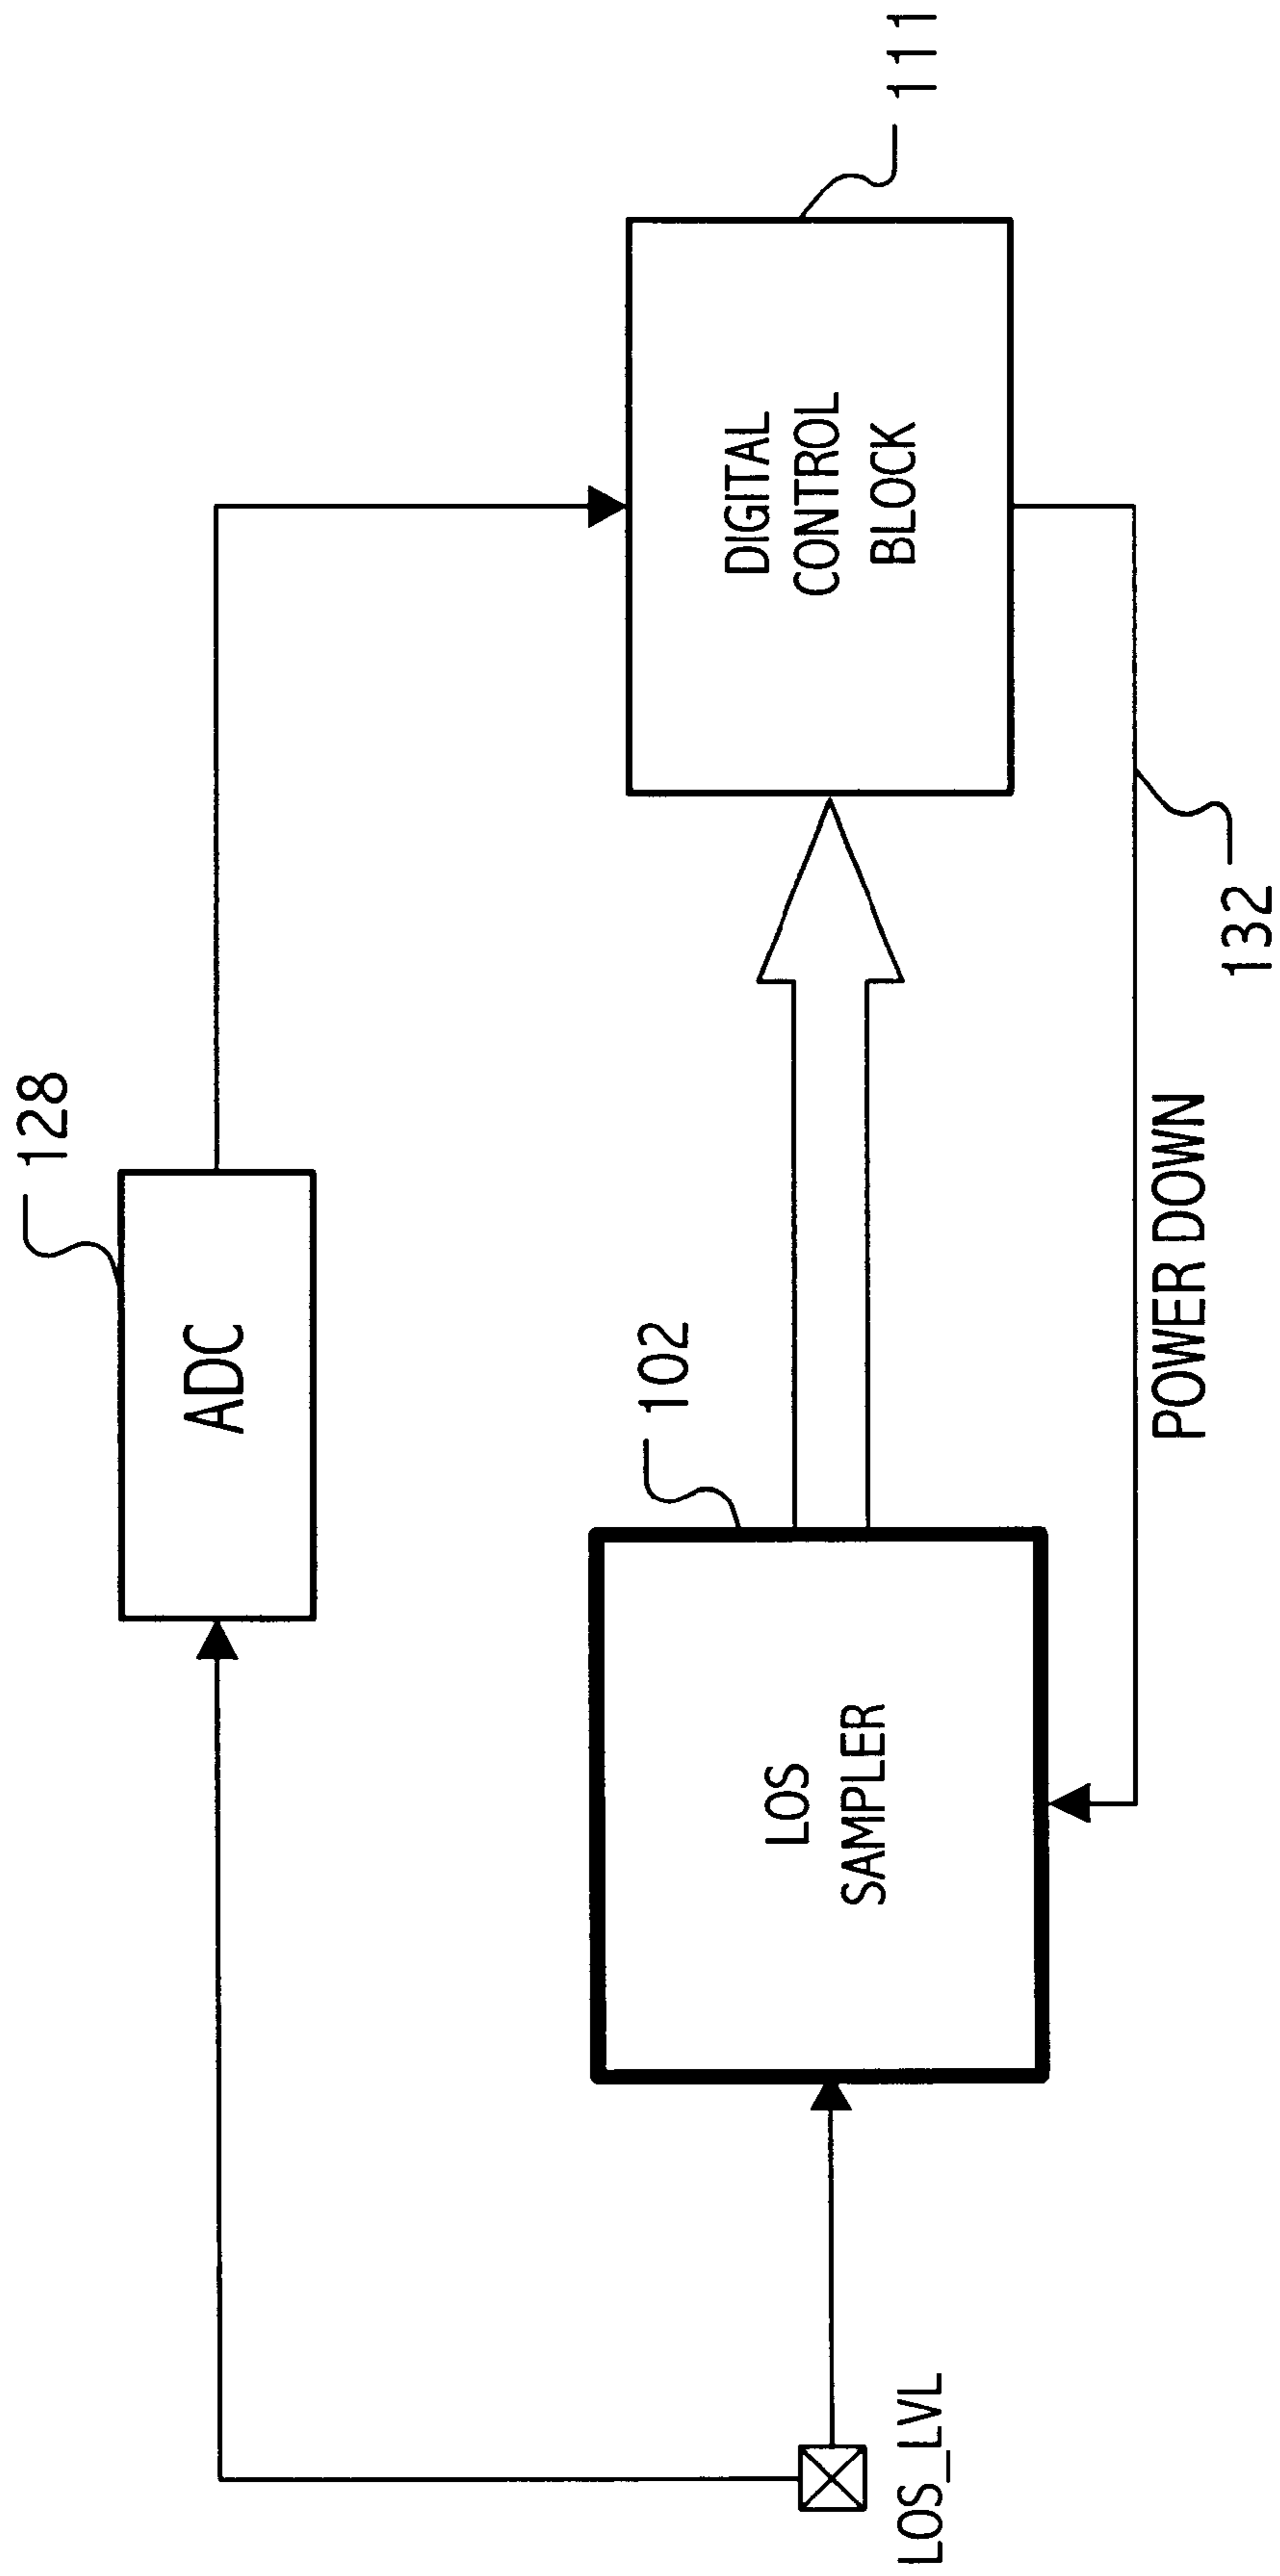 128
ADC
102
LOS
SAMPLER
DIGITAL
CONTROL
BLOCK
111
LOS_LVL
POWER DOWN
132